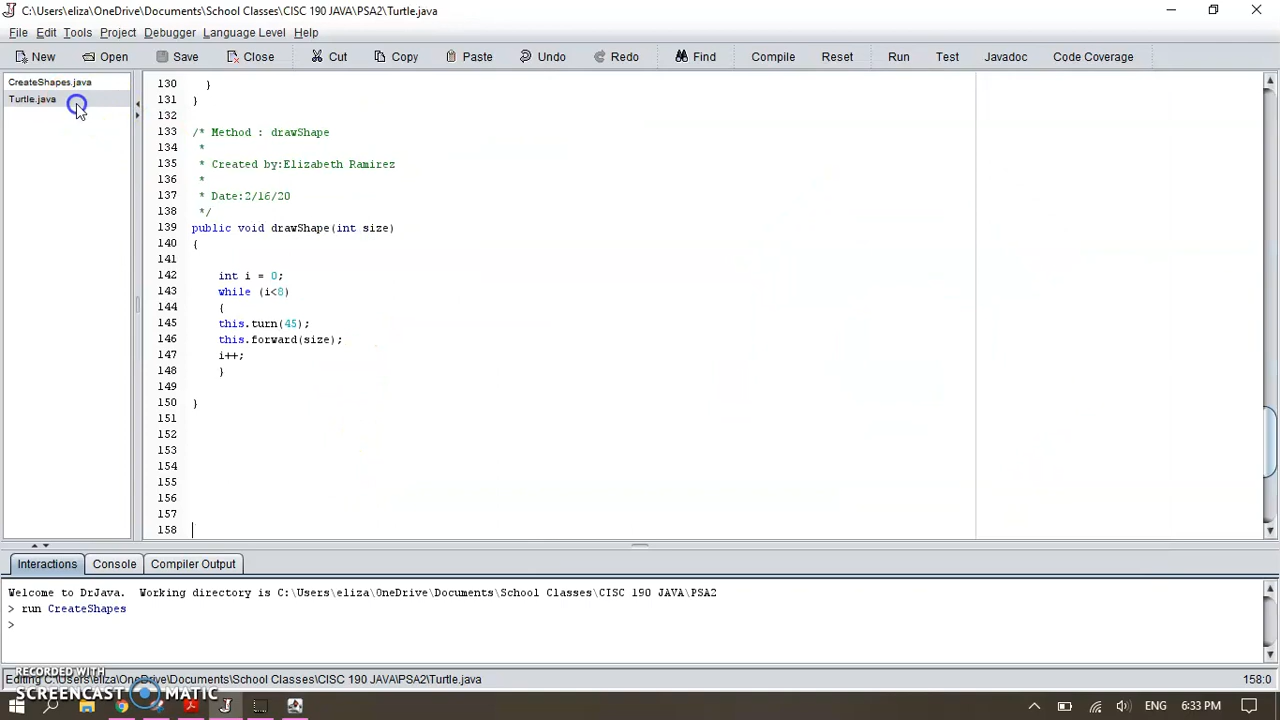 C:\Users\eliza\OneDrive\Documents\School Classes\CISC 190 JAVA\PSA2\Turtle.java
File Edit Tools Project Debugger Language Level Help
New Open Save Close Cut Copy Paste Undo Redo Find Compile Reset Run Test Javadoc Code Coverage
CreateShapes.java
Turtle.java
130 }
131 }
132
133 /* Method : drawShape
134 *
135 * Created by:Elizabeth Ramirez
136 *
137 * Date:2/16/20
138 */
139 public void drawShape(int size)
140 {
141
142 int i = 0;
143 while (i<8)
144 {
145 this.turn(45);
146 this.forward(size);
147 i++;
148 }
149
150 }
151
152
153
154
155
156
157
158
Interactions Console Compiler Output
Welcome to DrJava. Working directory is C:\Users\eliza\OneDrive\Documents\School Classes\CISC 190 JAVA\PSA2
> run CreateShapes
>
RECORDED WITH
SCREENCAST MATIC
Editing C:\Users\eliza\OneDrive\Documents\School Classes\CISC 190 JAVA\PSA2\Turtle.java 158:0
ENG 6:33 PM